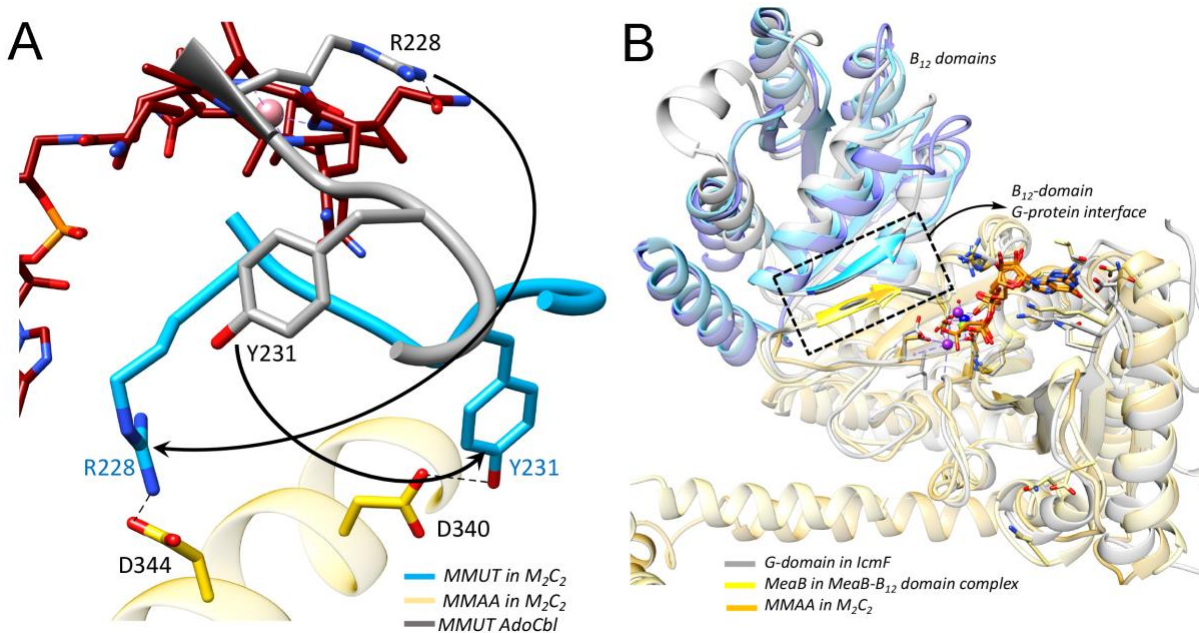 A
R228
Y231
R228
Y231
D340
D344
MMUT in M₂C₂
MMAA in M₂C₂
MMUT AdoCbl
B
B₁₂ domains
B₁₂-domain
G-protein interface
G-domain in IcmF
MeaB in MeaB-B₁₂ domain complex
MMAA in M₂C₂